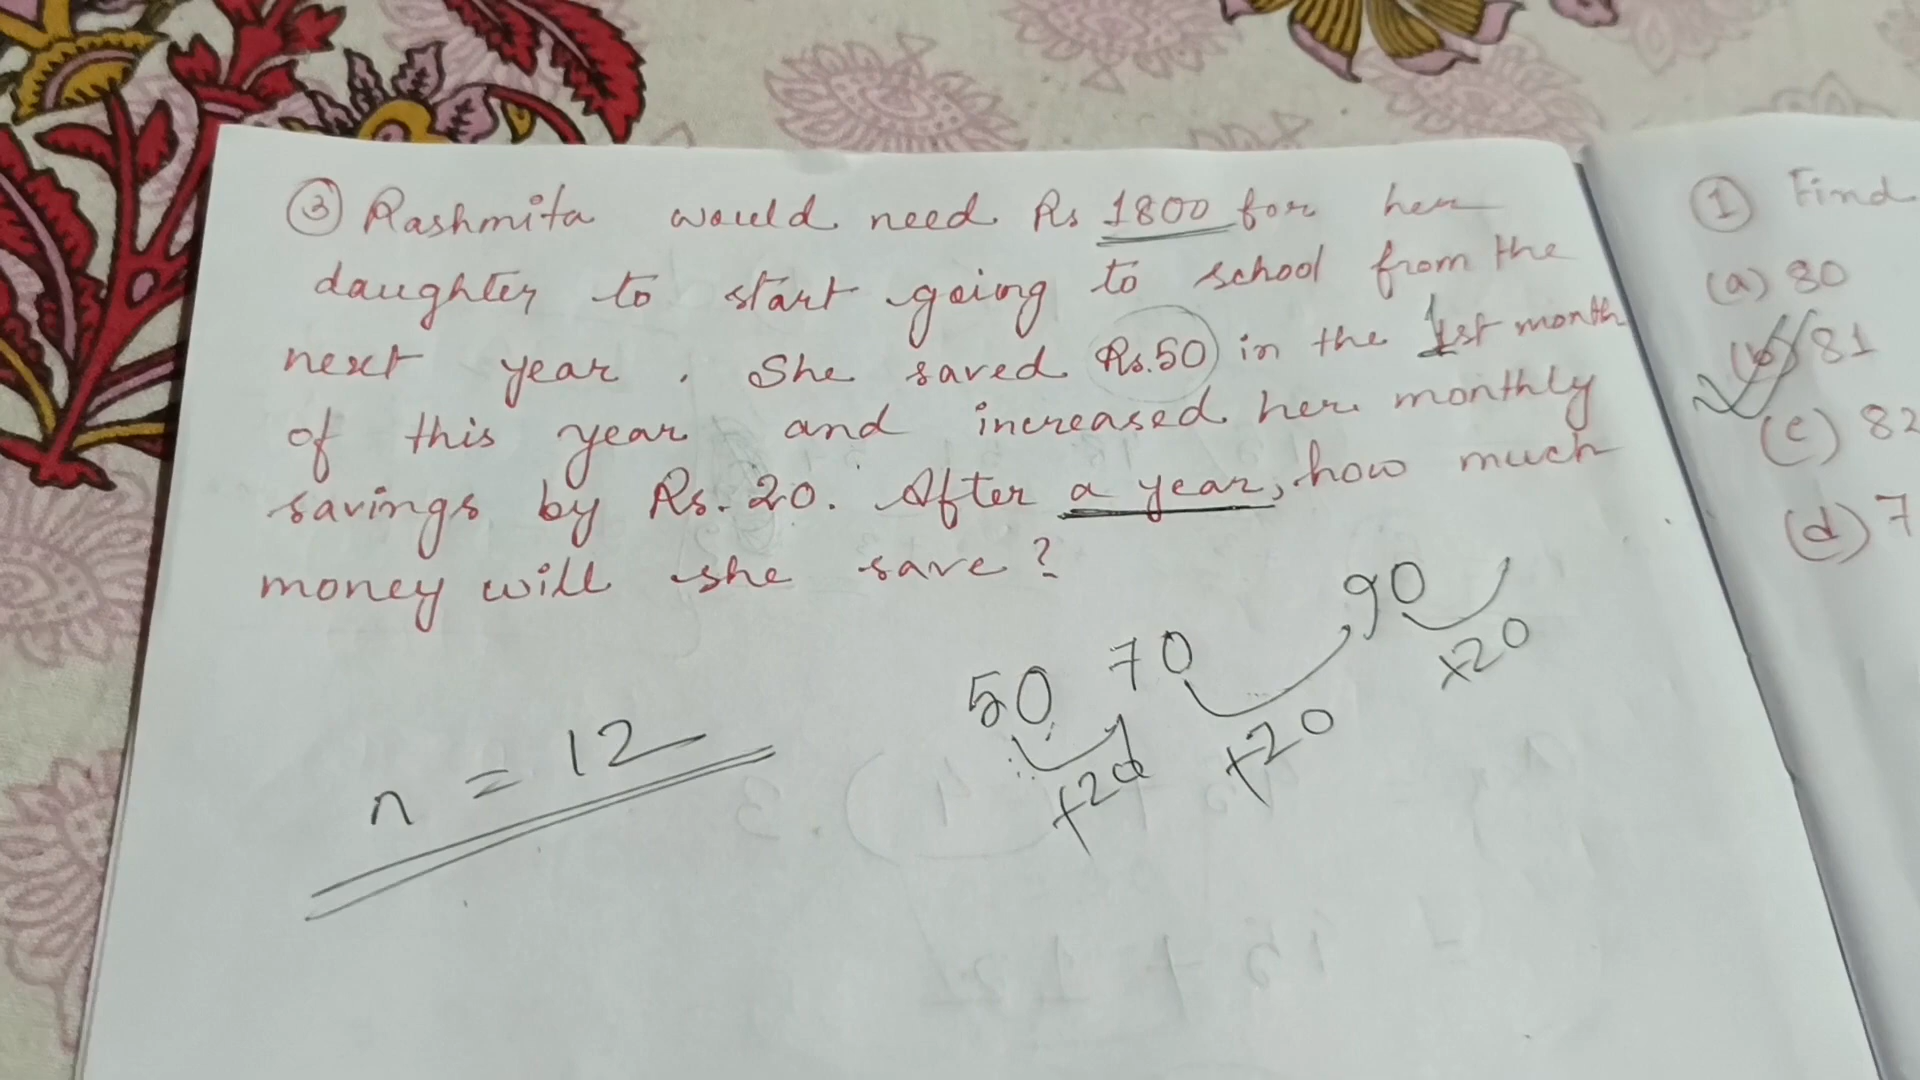 ③ Rashmita would need Rs 1800 for her
daughter to start going to school from the
next year. She saved Rs.50 in the 1st month
of this year and increased her monthly
savings by Rs. 20. After a year, how much
money will she save?
50 70 90
+20 +20 +20
n = 12
① Find
(a) 80
(b) 81
(c) 82
(d) 7